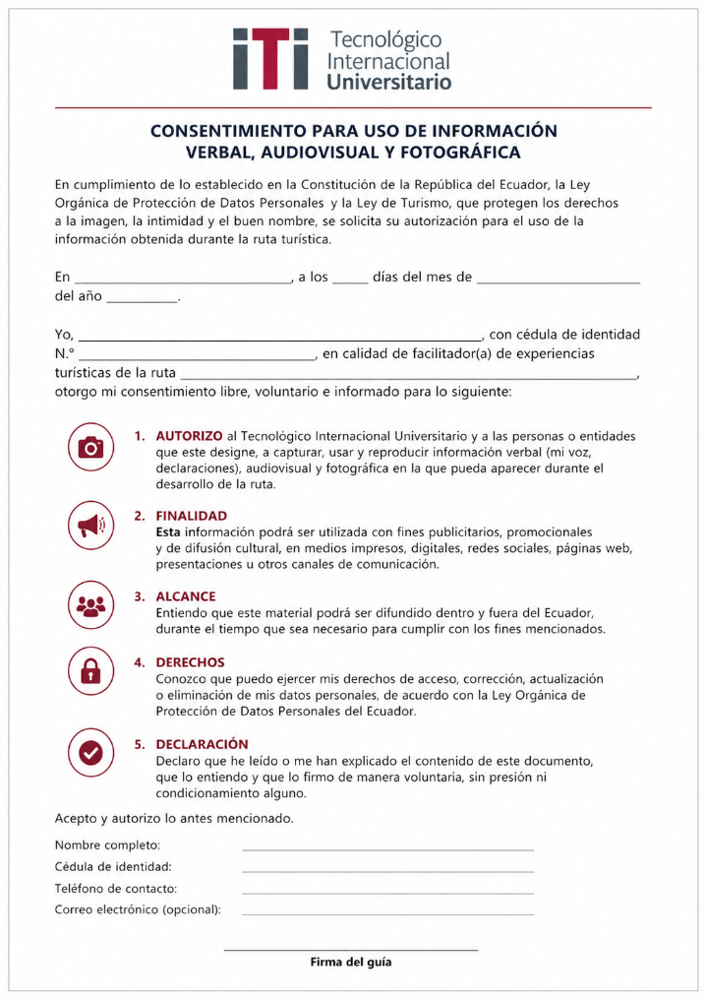 iTi Tecnológico
Internacional
Universitario
CONSENTIMIENTO PARA USO DE INFORMACIÓN
VERBAL, AUDIOVISUAL Y FOTOGRÁFICA
En cumplimiento de lo establecido en la Constitución de la República del Ecuador, la Ley
Orgánica de Protección de Datos Personales y la Ley de Turismo, que protegen los derechos
a la imagen, la intimidad y el buen nombre, se solicita su autorización para el uso de la
información obtenida durante la ruta turística.
En ______________________________, a los _____ días del mes de _______________________
del año __________.
Yo, _________________________________________________________, con cédula de identidad
N.º _________________________________, en calidad de facilitador(a) de experiencias
turísticas de la ruta ________________________________________________________________,
otorgo mi consentimiento libre, voluntario e informado para lo siguiente:
1. AUTORIZO al Tecnológico Internacional Universitario y a las personas o entidades
que este designe, a capturar, usar y reproducir información verbal (mi voz,
declaraciones), audiovisual y fotográfica en la que pueda aparecer durante el
desarrollo de la ruta.
2. FINALIDAD
Esta información podrá ser utilizada con fines publicitarios, promocionales
y de difusión cultural, en medios impresos, digitales, redes sociales, páginas web,
presentaciones u otros canales de comunicación.
3. ALCANCE
Entiendo que este material podrá ser difundido dentro y fuera del Ecuador,
durante el tiempo que sea necesario para cumplir con los fines mencionados.
4. DERECHOS
Conozco que puedo ejercer mis derechos de acceso, corrección, actualización
o eliminación de mis datos personales, de acuerdo con la Ley Orgánica de
Protección de Datos Personales del Ecuador.
5. DECLARACIÓN
Declaro que he leído o me han explicado el contenido de este documento,
que lo entiendo y que lo firmo de manera voluntaria, sin presión ni
condicionamiento alguno.
Acepto y autorizo lo antes mencionado.
Nombre completo: ______________________________
Cédula de identidad: ______________________________
Teléfono de contacto: ______________________________
Correo electrónico (opcional): ______________________________
Firma del guía